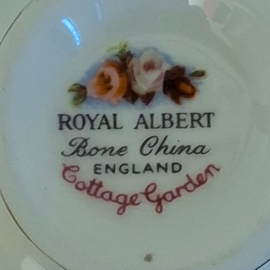 ROYAL ALBERT
Bone China
ENGLAND
Cottage Garden